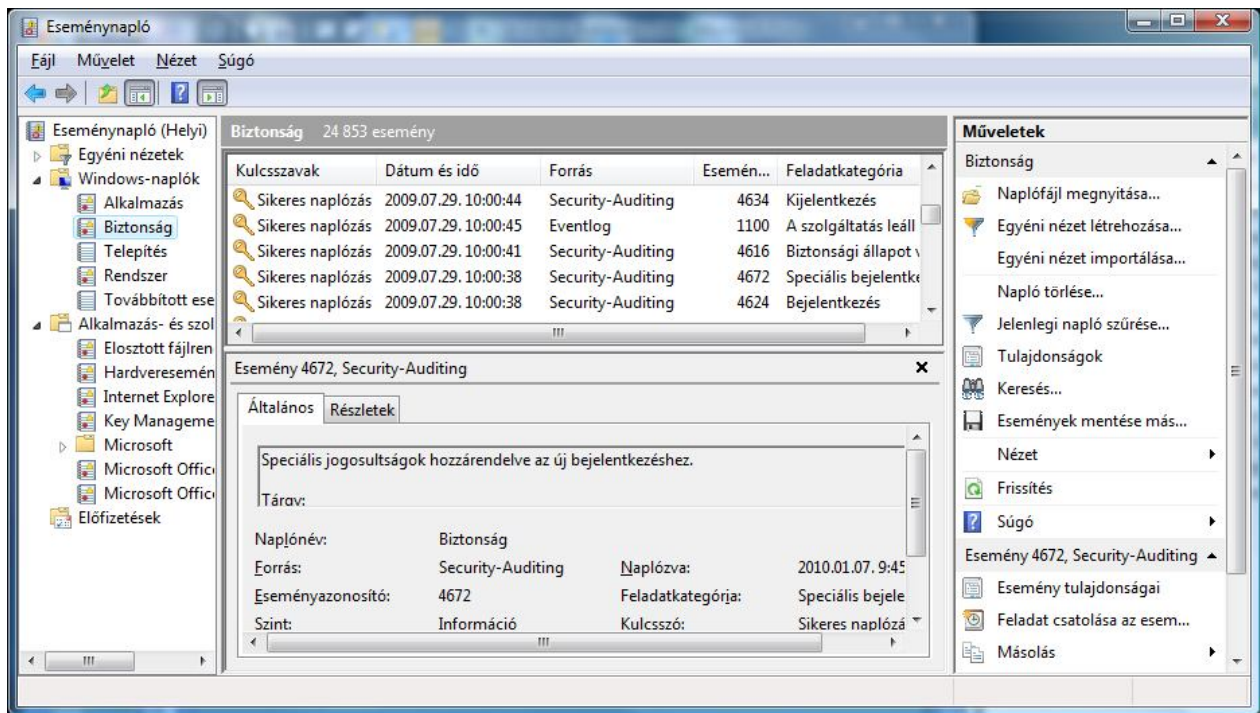 Eseménynapló
Fájl Művelet Nézet Súgó
Eseménynapló (Helyi)
Egyéni nézetek
Windows-naplók
Alkalmazás
Biztonság
Telepítés
Rendszer
Továbbított ese
Alkalmazás- és szol
Elosztott fájlren
Hardveresemén
Internet Explore
Key Manageme
Microsoft
Microsoft Offic
Microsoft Offic
Előfizetések
Biztonság 24 853 esemény
Kulcsszavak Dátum és idő Forrás Esemén... Feladatkategória
Sikeres naplózás 2009.07.29. 10:00:44 Security-Auditing 4634 Kijelentkezés
Sikeres naplózás 2009.07.29. 10:00:45 Eventlog 1100 A szolgáltatás leáll
Sikeres naplózás 2009.07.29. 10:00:41 Security-Auditing 4616 Biztonsági állapot v
Sikeres naplózás 2009.07.29. 10:00:38 Security-Auditing 4672 Speciális bejelentke
Sikeres naplózás 2009.07.29. 10:00:38 Security-Auditing 4624 Bejelentkezés
Esemény 4672, Security-Auditing
Általános Részletek
Speciális jogosultságok hozzárendelve az új bejelentkezéshez.
Tárgy:
Naplónév: Biztonság
Forrás: Security-Auditing Naplózva: 2010.01.07. 9:45
Eseményazonosító: 4672 Feladatkategória: Speciális bejele
Szint: Információ Kulcsszó: Sikeres naplózá
Műveletek
Biztonság
Naplófájl megnyitása...
Egyéni nézet létrehozása...
Egyéni nézet importálása...
Napló törlése...
Jelenlegi napló szűrése...
Tulajdonságok
Keresés...
Események mentése más...
Nézet
Frissítés
Súgó
Esemény 4672, Security-Auditing
Esemény tulajdonságai
Feladat csatolása az esem...
Másolás